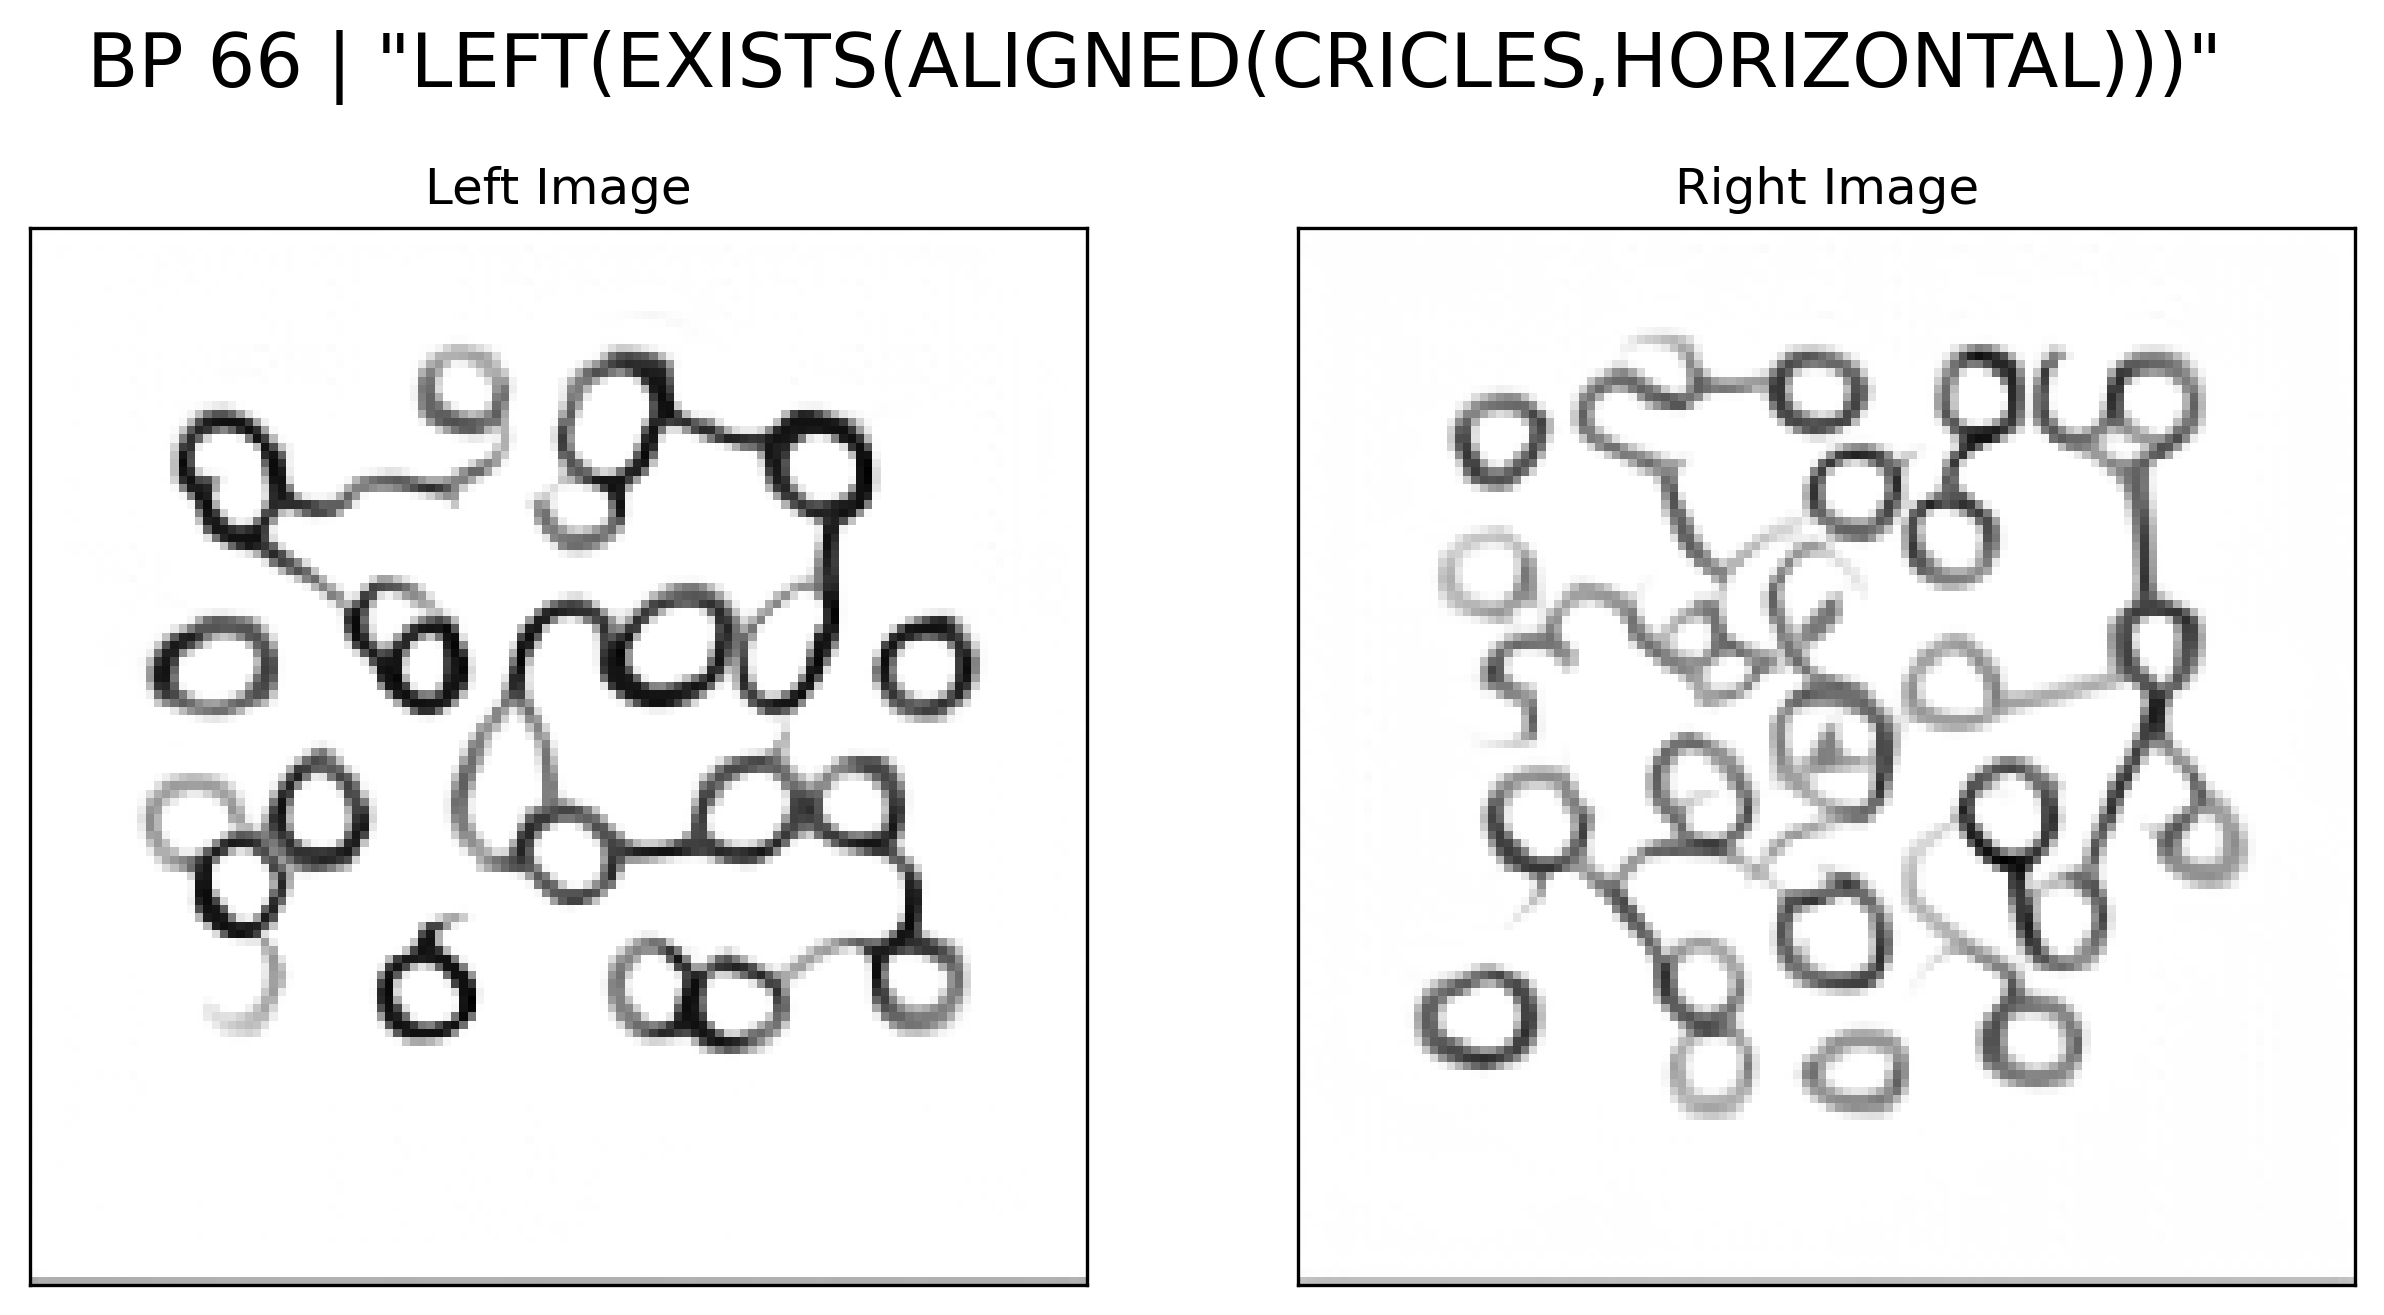 BP 66 | "LEFT(EXISTS(ALIGNED(CRICLES,HORIZONTAL)))"
Left Image
Right Image